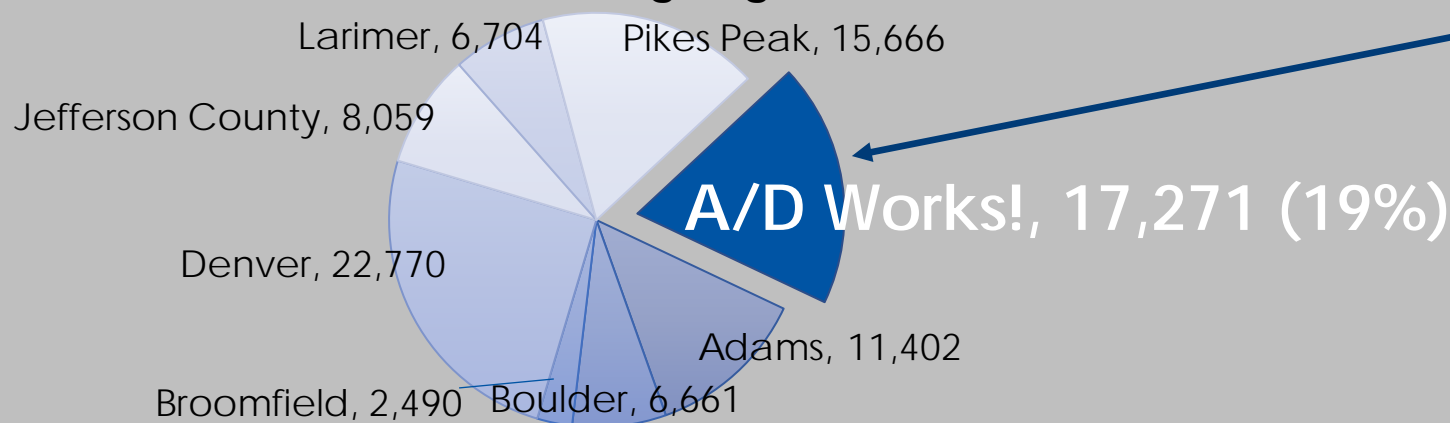 Larimer, 6,704
Pikes Peak, 15,666
Jefferson County, 8,059
A/D Works!, 17,271 (19%)
Denver, 22,770
Adams, 11,402
Broomfield, 2,490
Boulder, 6,661